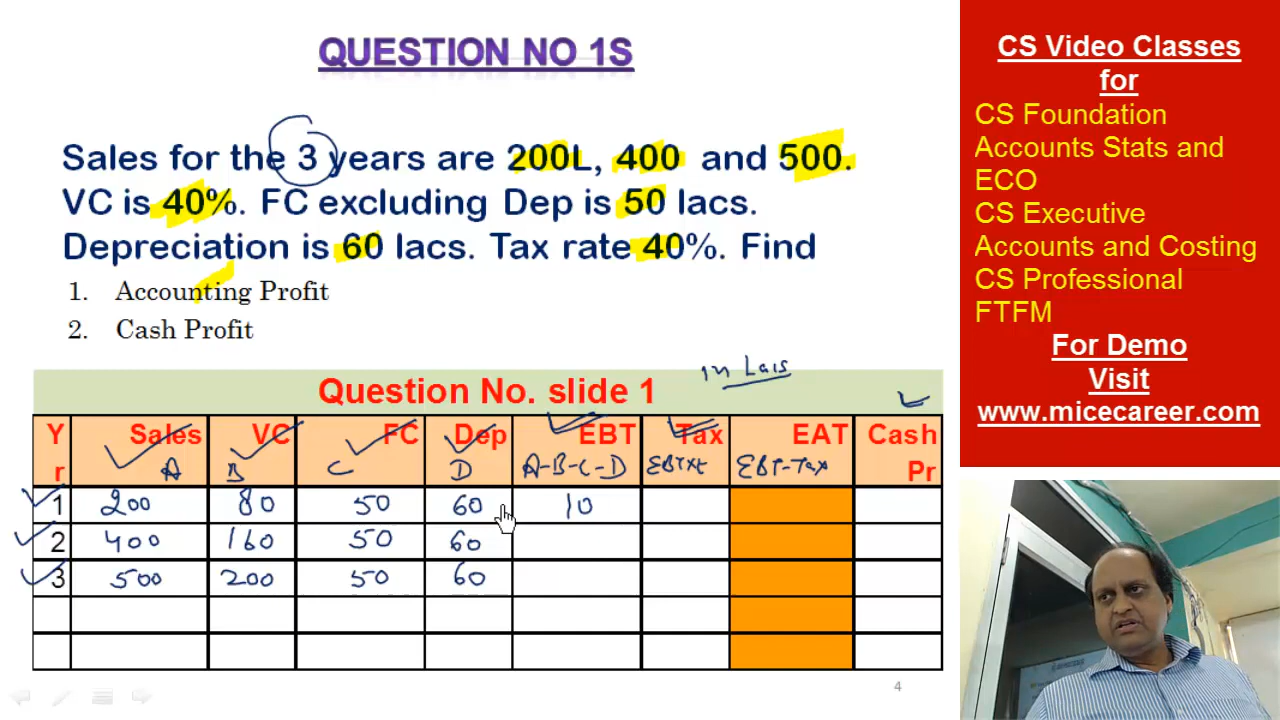 QUESTION NO 1S
Sales for the 3 years are 200L, 400 and 500.
VC is 40%. FC excluding Dep is 50 lacs.
Depreciation is 60 lacs. Tax rate 40%. Find
1. Accounting Profit
2. Cash Profit
in Lacs
Question No. slide 1
Yr Sales VC FC Dep EBT Tax EAT Cash Pr
A B C D A-B-C-D EBTxt EBT-Tax
1 200 80 50 60 10
2 400 160 50 60
3 500 200 50 60
4
CS Video Classes
for
CS Foundation
Accounts Stats and
ECO
CS Executive
Accounts and Costing
CS Professional
FTFM
For Demo
Visit
www.micecareer.com